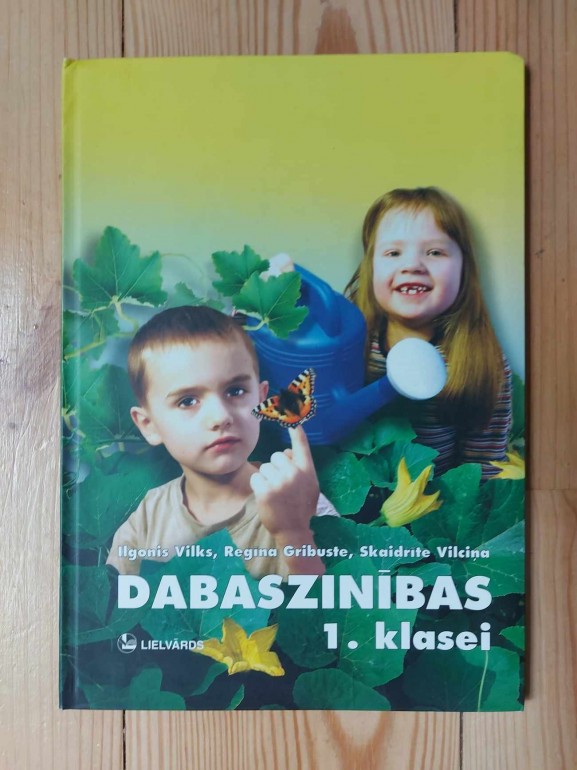 Ilgonis Vilks, Regīna Gribuste, Skaidrīte Vilciņa
DABASZINĪBAS
1. klasei
LIELVĀRDS